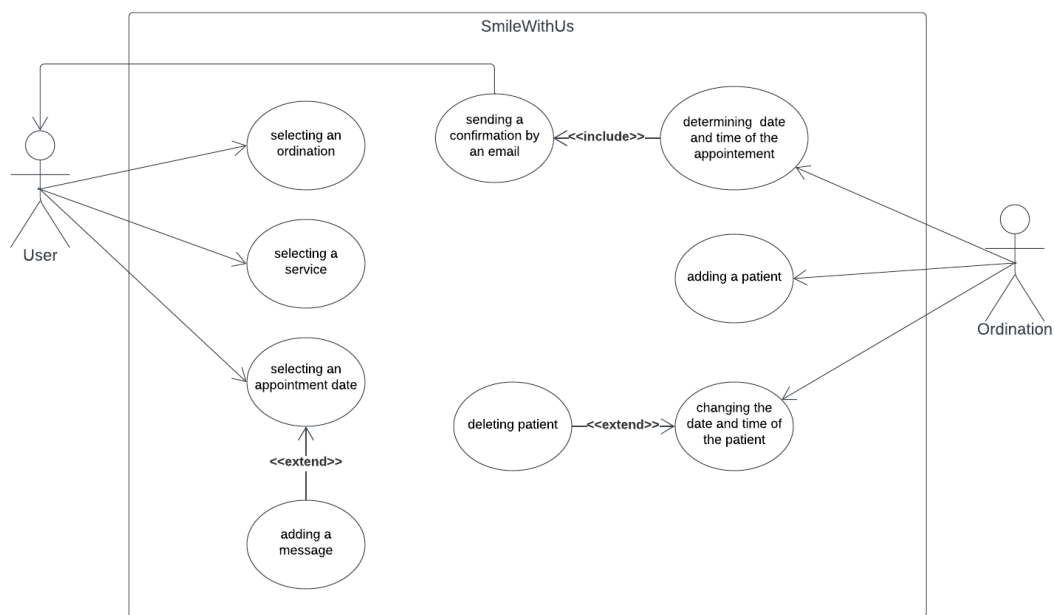 SmileWithUs
selecting an
ordination
sending a
confirmation by
an email
<<include>>
determining date
and time of the
appointement
User
selecting a
service
adding a patient
Ordination
selecting an
appointment date
deleting patient
<<extend>>
changing the
date and time of
the patient
<<extend>>
adding a
message